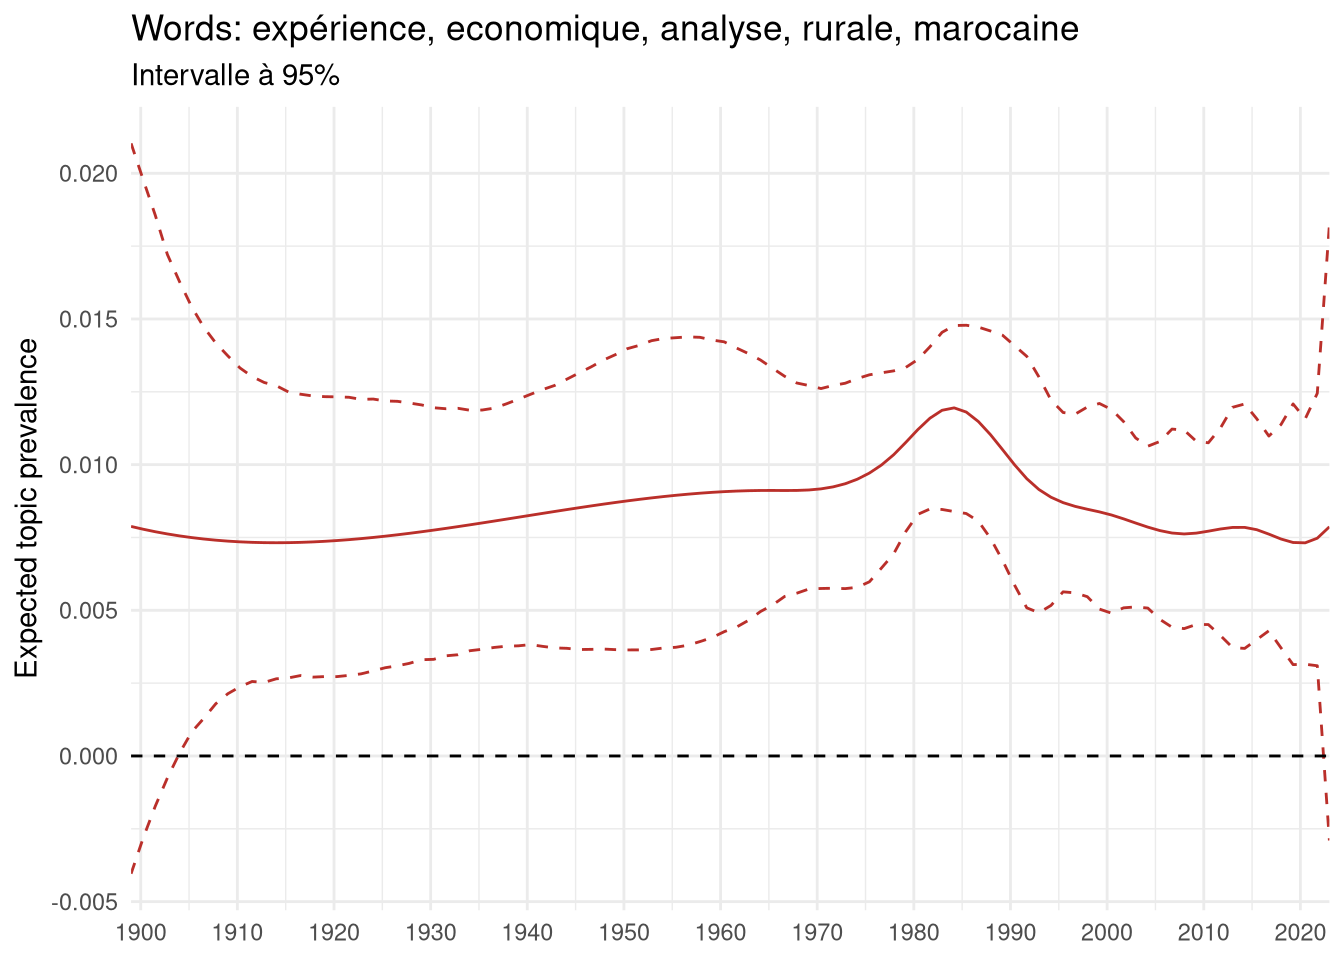 Words: expérience, economique, analyse, rurale, marocaine
Intervalle à 95%
Expected topic prevalence
0.020
0.015
0.010
0.005
0.000
-0.005
1900 1910 1920 1930 1940 1950 1960 1970 1980 1990 2000 2010 2020